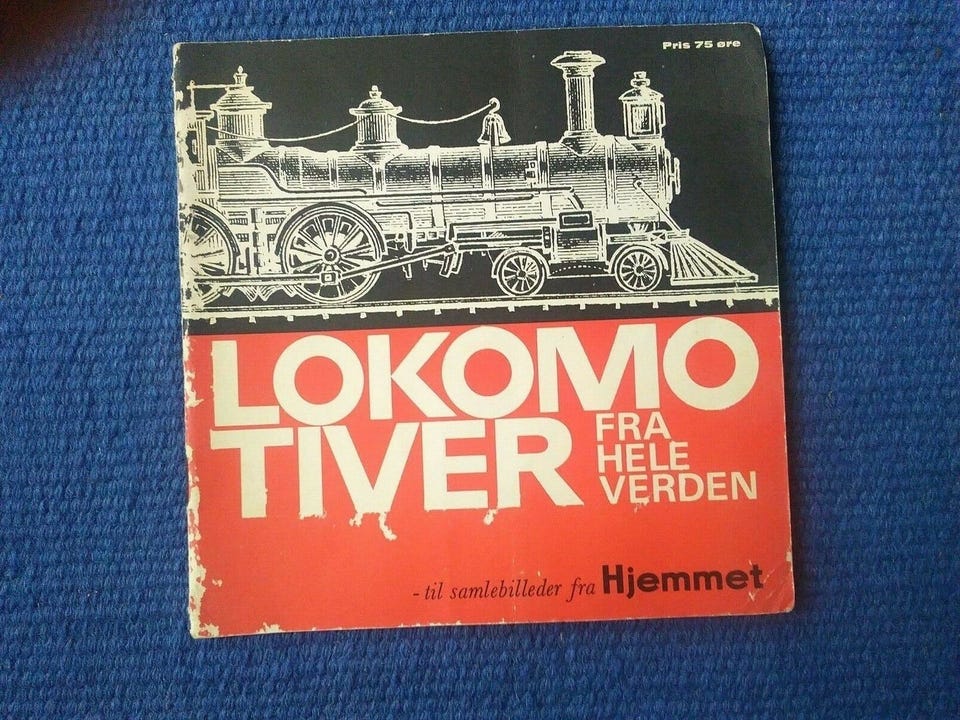 Pris 75 øre
LOKOMO
TIVER
FRA
HELE
VERDEN
- til samlebilleder fra Hjemmet